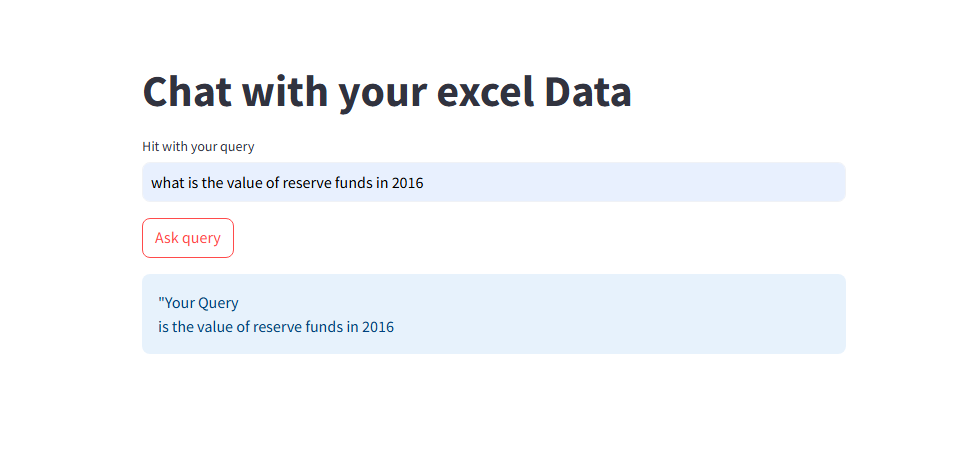 Chat with your excel Data
Hit with your query
what is the value of reserve funds in 2016
Ask query
"Your Query
is the value of reserve funds in 2016